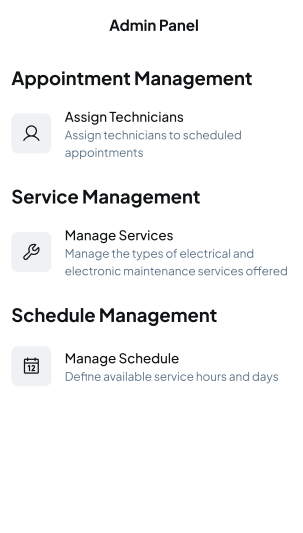 Admin Panel
Appointment Management
Assign Technicians
Assign technicians to scheduled
appointments
Service Management
Manage Services
Manage the types of electrical and
electronic maintenance services offered
Schedule Management
12
Manage Schedule
Define available service hours and days